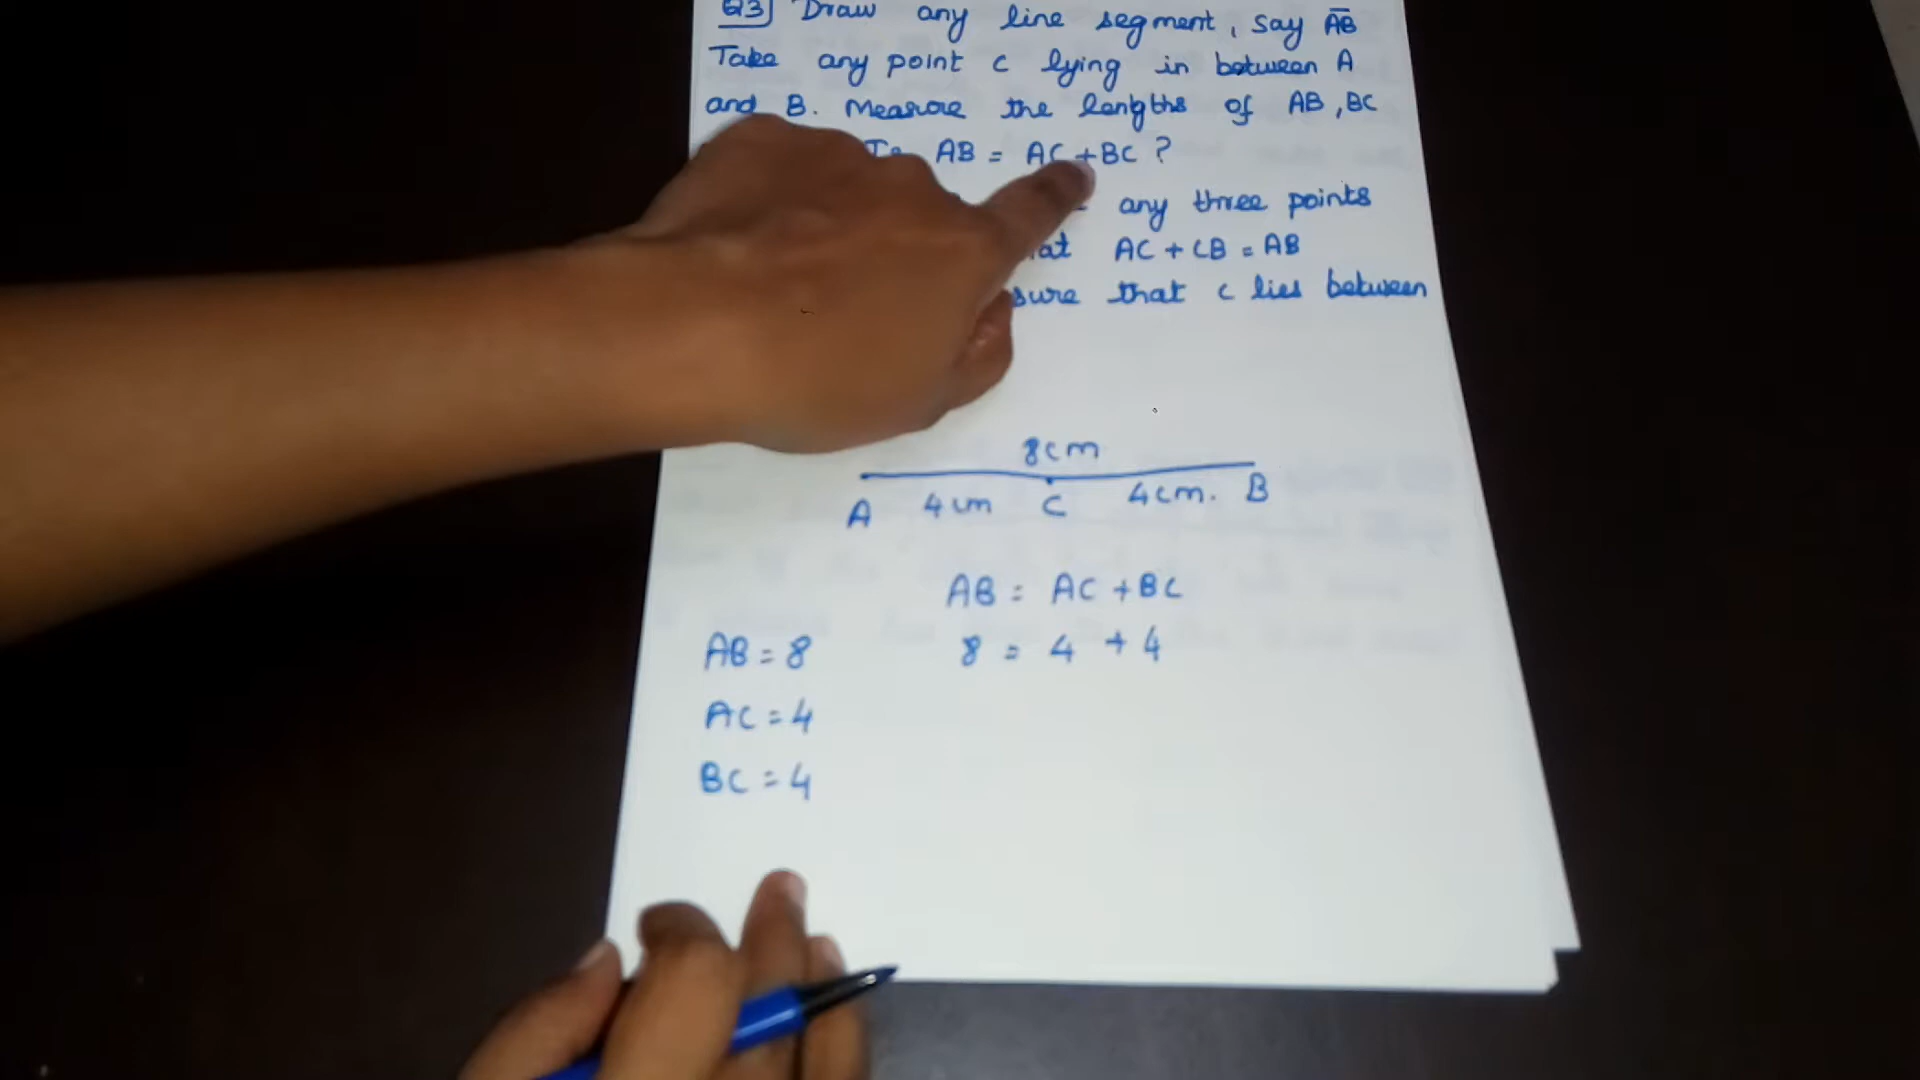 Q3] Draw any line segment, say AB
Take any point C lying in between A
and B. Measure the lengths of AB, BC
Is AB = AC + BC ?
any three points
AC + CB = AB
sure that C lies between
8cm
A 4cm C 4cm. B
AB = AC + BC
AB = 8 8 = 4 + 4
AC = 4
BC = 4